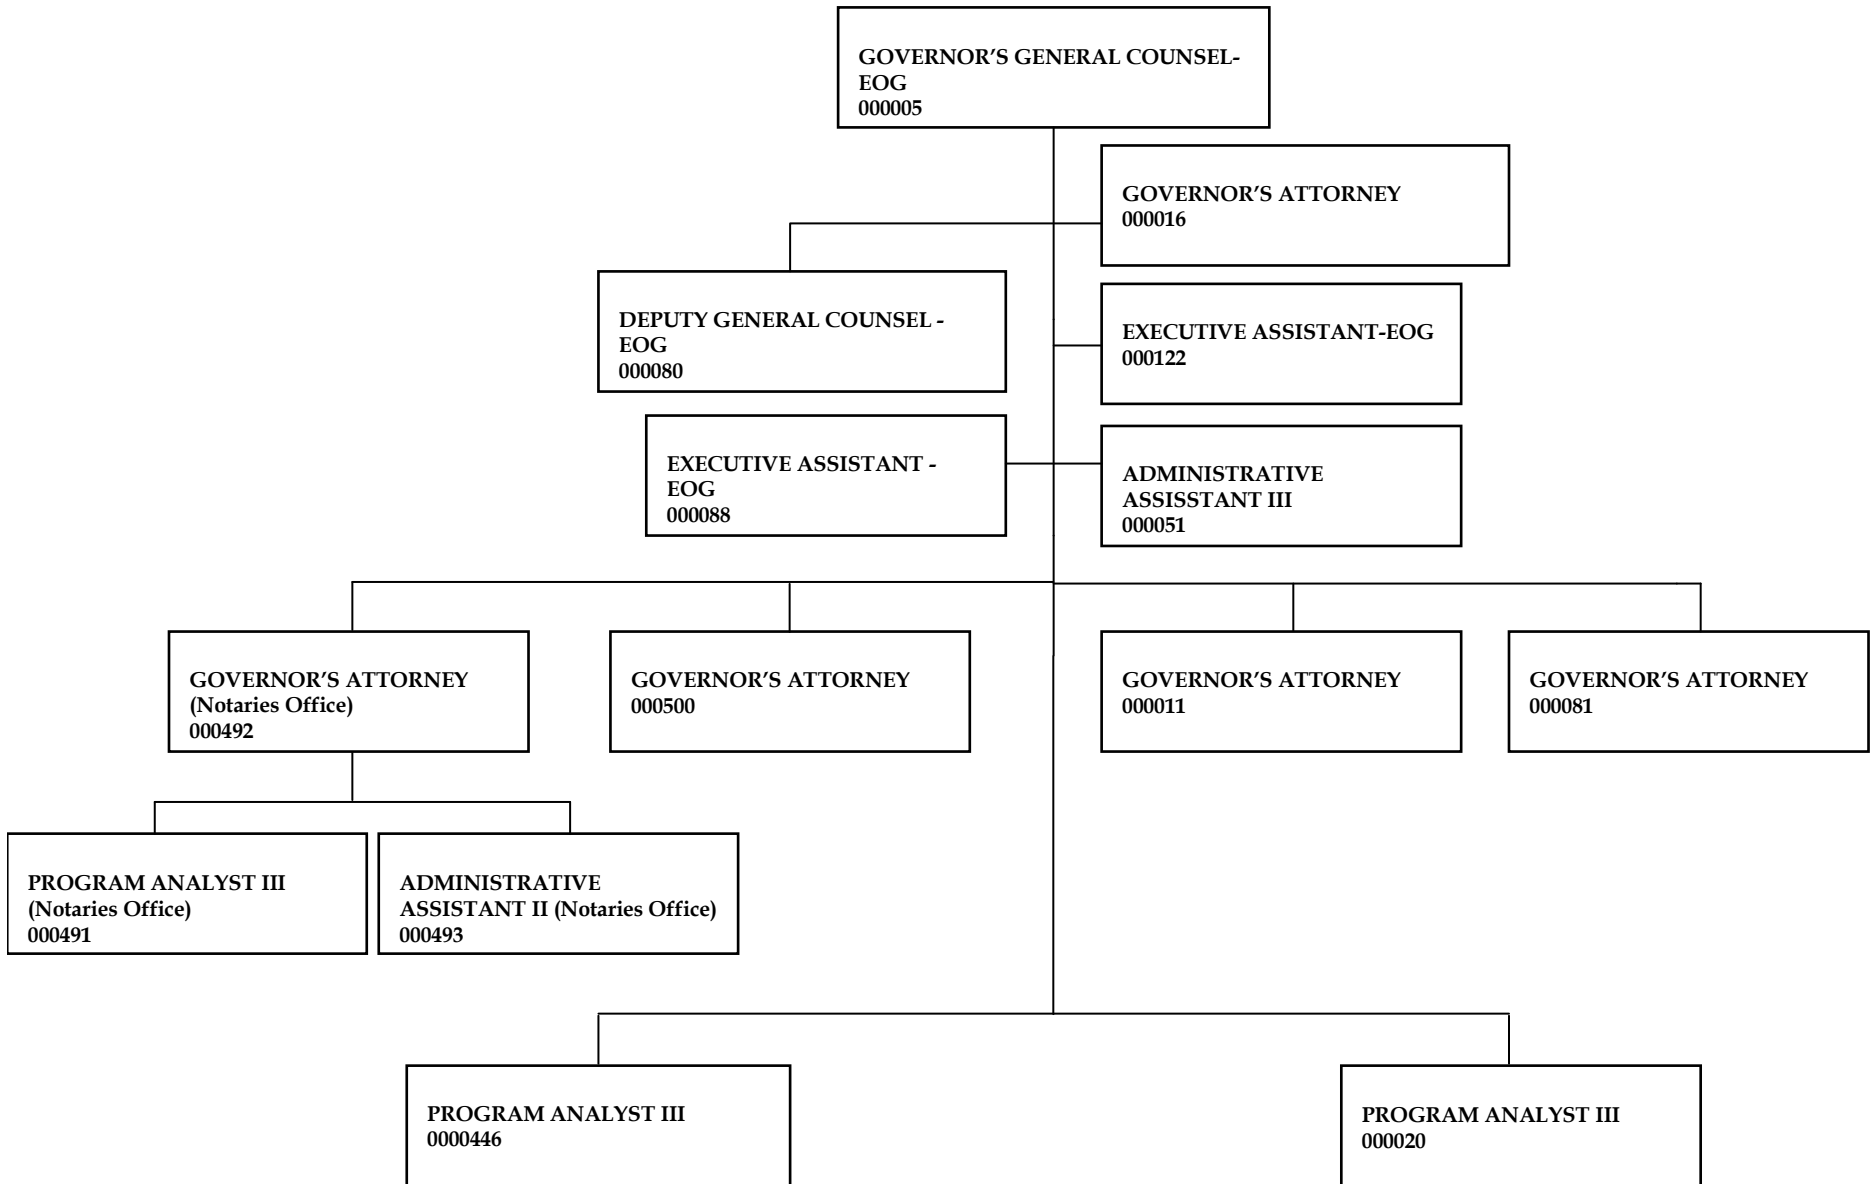 GOVERNOR’S GENERAL COUNSEL-
EOG
000005
GOVERNOR’S ATTORNEY
000016
DEPUTY GENERAL COUNSEL -
EOG
000080
EXECUTIVE ASSISTANT-EOG
000122
EXECUTIVE ASSISTANT -
EOG
000088
ADMINISTRATIVE
ASSISSTANT III
000051
GOVERNOR’S ATTORNEY
(Notaries Office)
000492
GOVERNOR’S ATTORNEY
000500
GOVERNOR’S ATTORNEY
000011
GOVERNOR’S ATTORNEY
000081
PROGRAM ANALYST III
(Notaries Office)
000491
ADMINISTRATIVE
ASSISTANT II (Notaries Office)
000493
PROGRAM ANALYST III
0000446
PROGRAM ANALYST III
000020